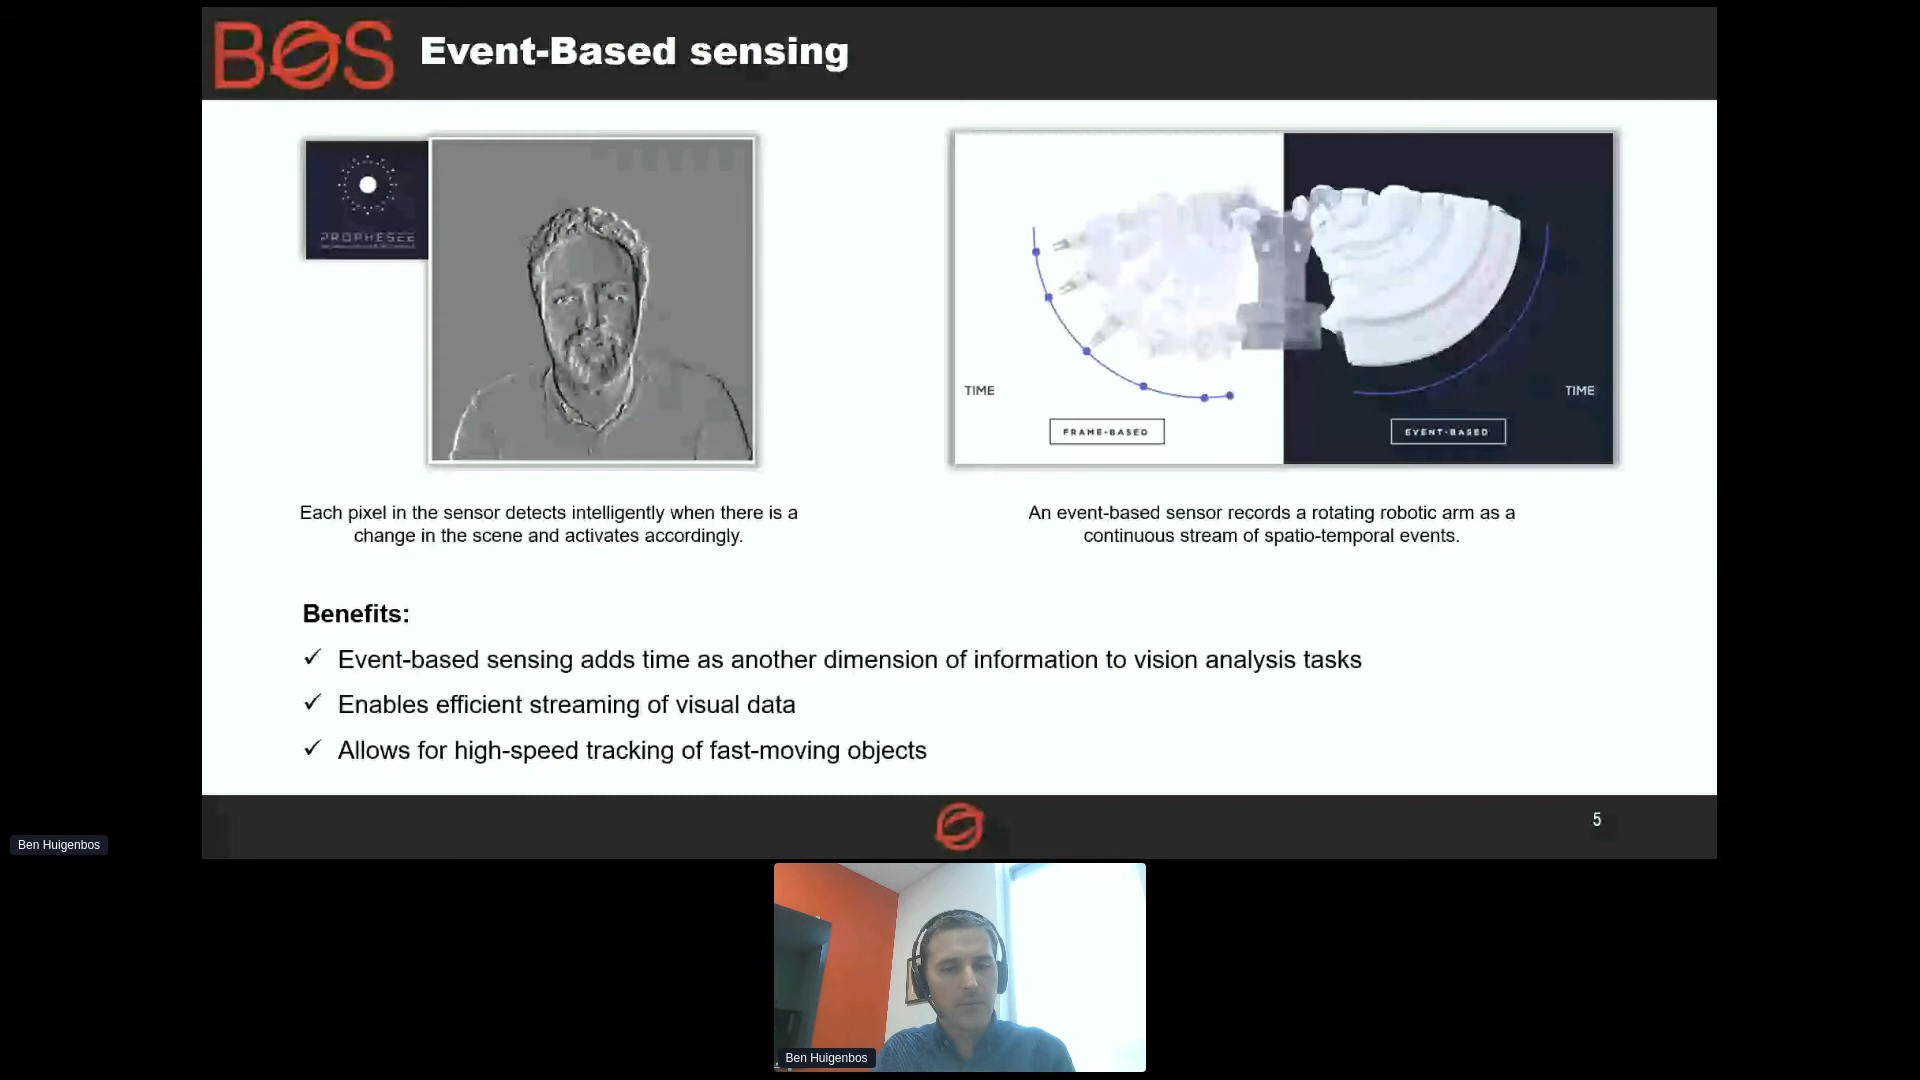 BOS
Event-Based sensing
PROPHESEE
TIME
FRAME-BASED
EVENT-BASED
TIME
Each pixel in the sensor detects intelligently when there is a
change in the scene and activates accordingly.
An event-based sensor records a rotating robotic arm as a
continuous stream of spatio-temporal events.
Benefits:
✓ Event-based sensing adds time as another dimension of information to vision analysis tasks
✓ Enables efficient streaming of visual data
✓ Allows for high-speed tracking of fast-moving objects
5
Ben Huigenbos
Ben Huigenbos